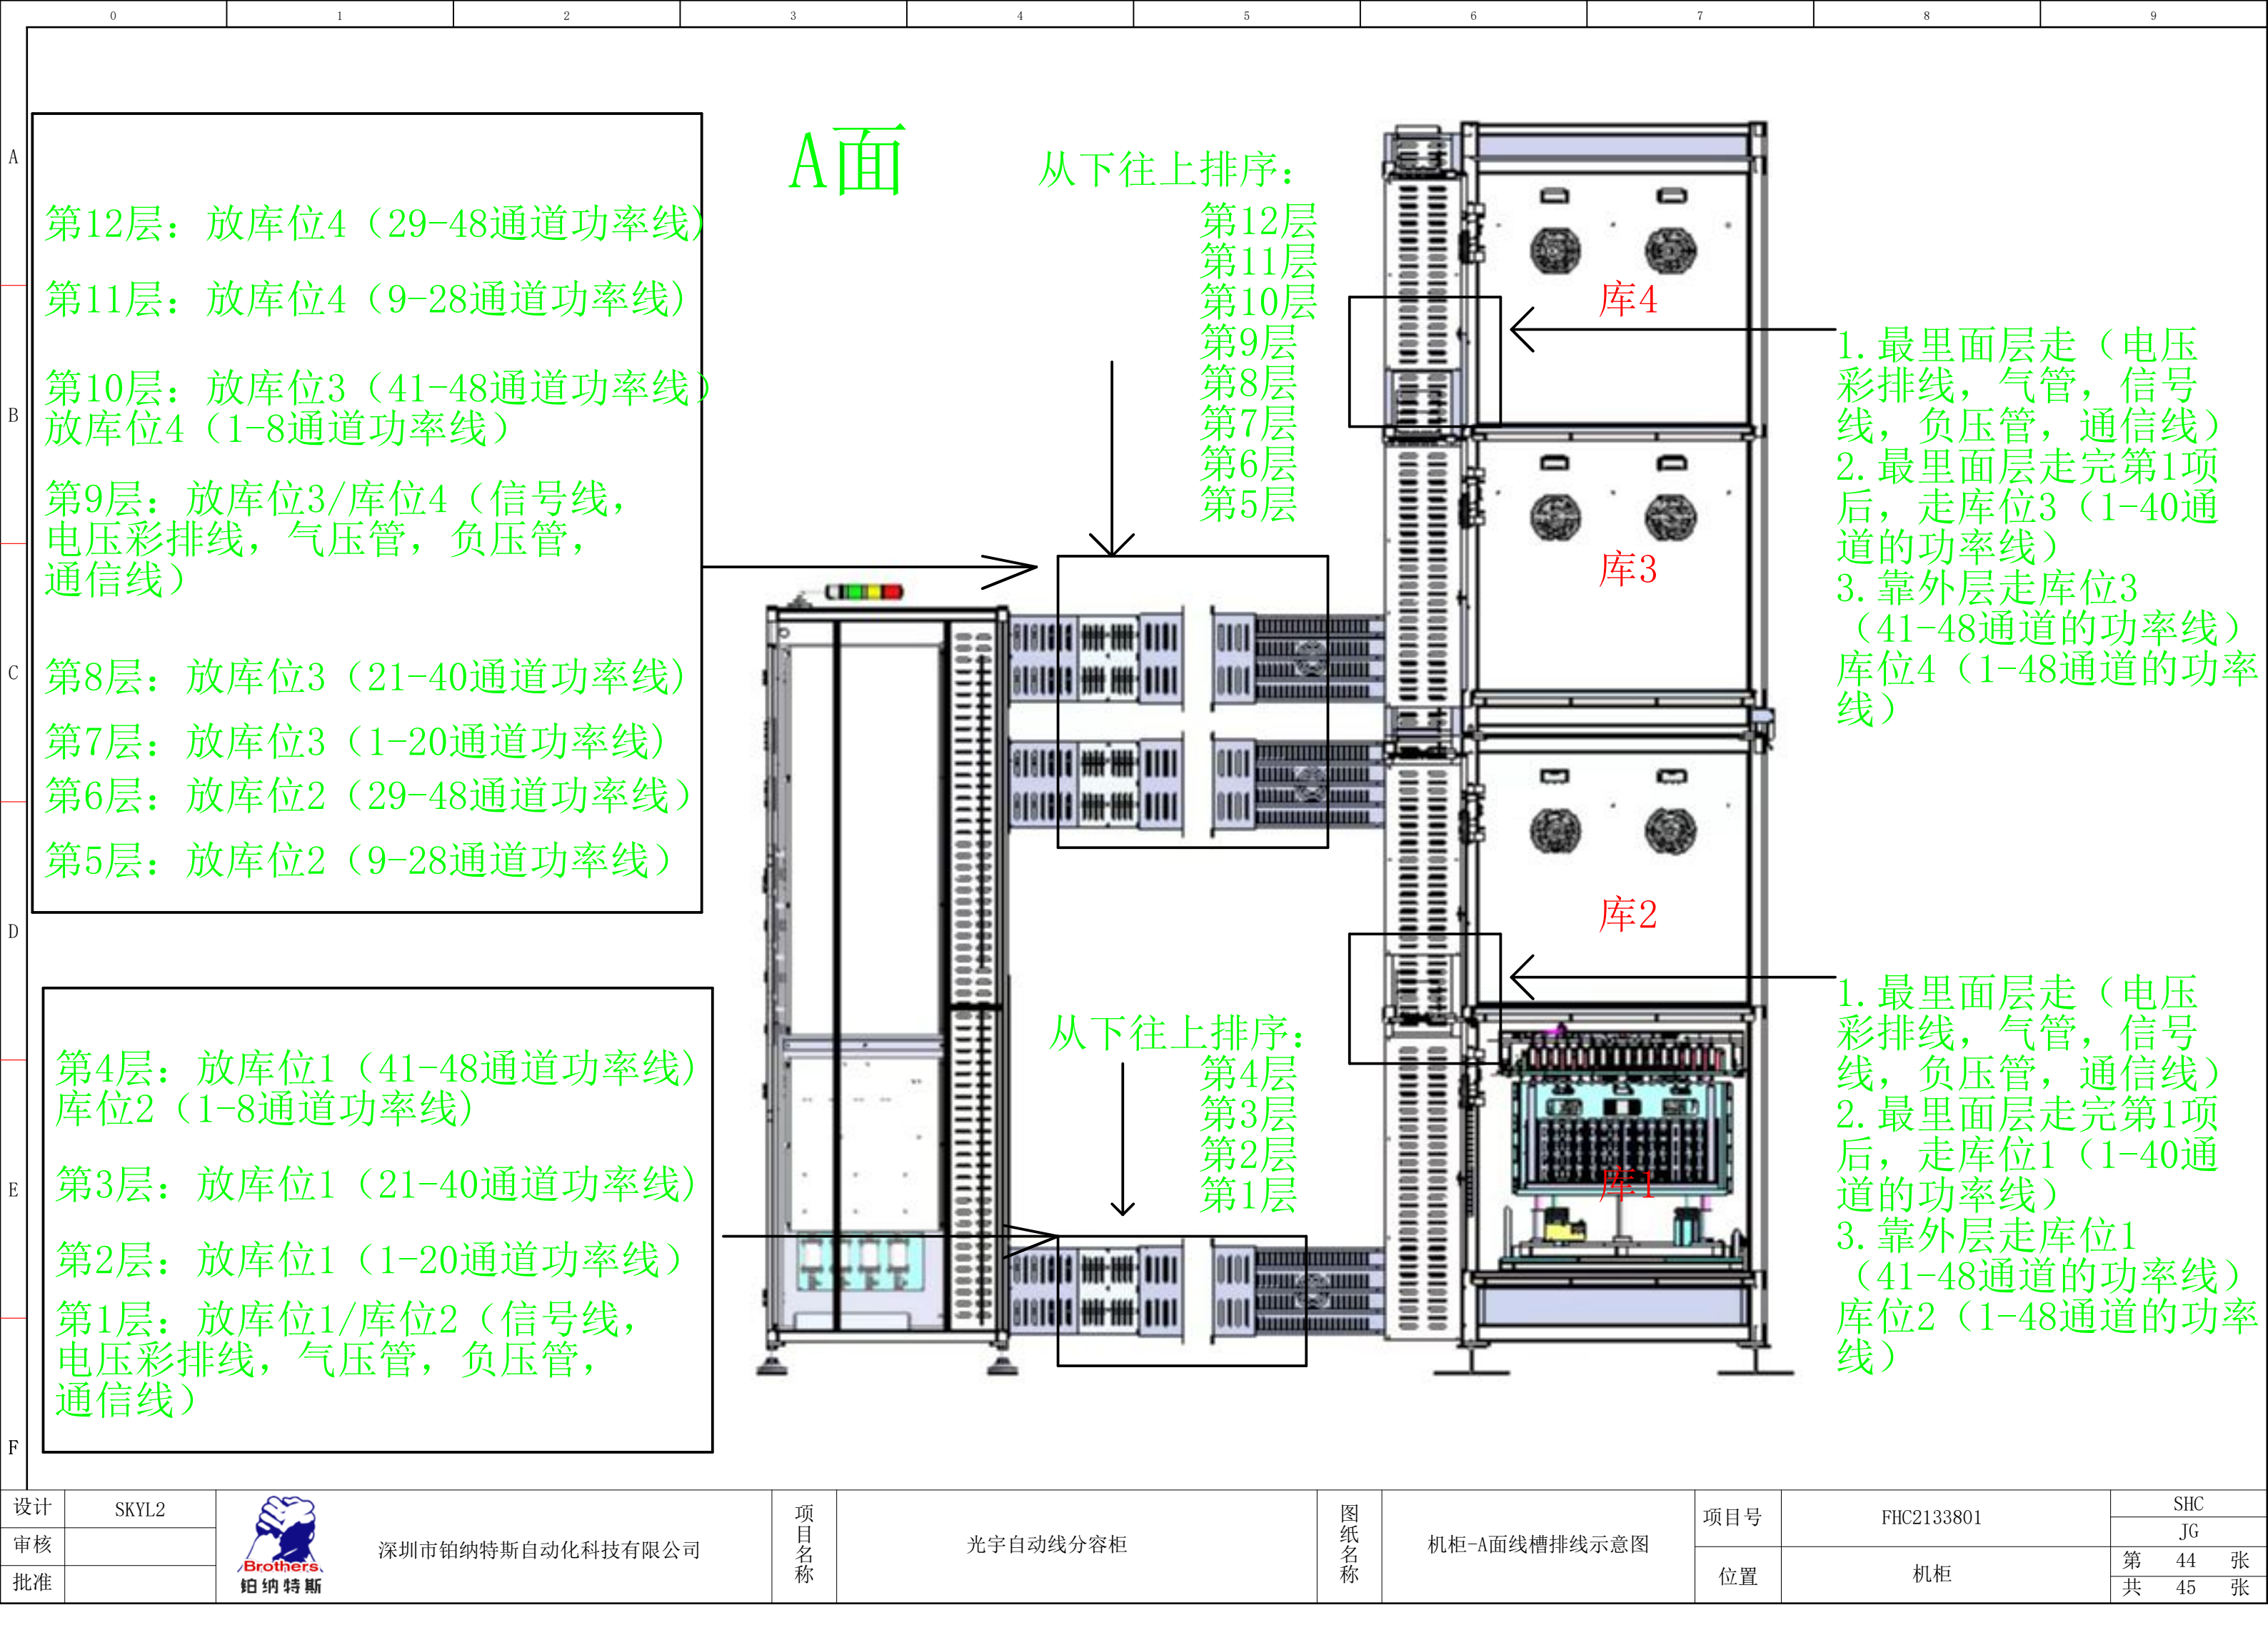 0 1 2 3 4 5 6 7 8 9
A
B
C
D
E
F
A面
第12层：放库位4（29-48通道功率线）
第11层：放库位4（9-28通道功率线）
第10层：放库位3（41-48通道功率线）
放库位4（1-8通道功率线）
第9层：放库位3/库位4（信号线，
电压彩排线，气压管，负压管，
通信线）
第8层：放库位3（21-40通道功率线）
第7层：放库位3（1-20通道功率线）
第6层：放库位2（29-48通道功率线）
第5层：放库位2（9-28通道功率线）
第4层：放库位1（41-48通道功率线）
库位2（1-8通道功率线）
第3层：放库位1（21-40通道功率线）
第2层：放库位1（1-20通道功率线）
第1层：放库位1/库位2（信号线，
电压彩排线，气压管，负压管，
通信线）
从下往上排序：
第12层
第11层
第10层
第9层
第8层
第7层
第6层
第5层
从下往上排序：
第4层
第3层
第2层
第1层
库4
库3
库2
库1
1.最里面层走（电压
彩排线，气管，信号
线，负压管，通信线）
2.最里面层走完第1项
后，走库位3（1-40通
道的功率线）
3.靠外层走库位3
（41-48通道的功率线）
库位4（1-48通道的功率
线）
1.最里面层走（电压
彩排线，气管，信号
线，负压管，通信线）
2.最里面层走完第1项
后，走库位1（1-40通
道的功率线）
3.靠外层走库位1
（41-48通道的功率线）
库位2（1-48通道的功率
线）
设计 SKYL2
审核
批准
Brothers
铂纳特斯
深圳市铂纳特斯自动化科技有限公司
项目名称
光宇自动线分容柜
图纸名称
机柜-A面线槽排线示意图
项目号 FHC2133801
位置 机柜
SHC
JG
第 44 张
共 45 张